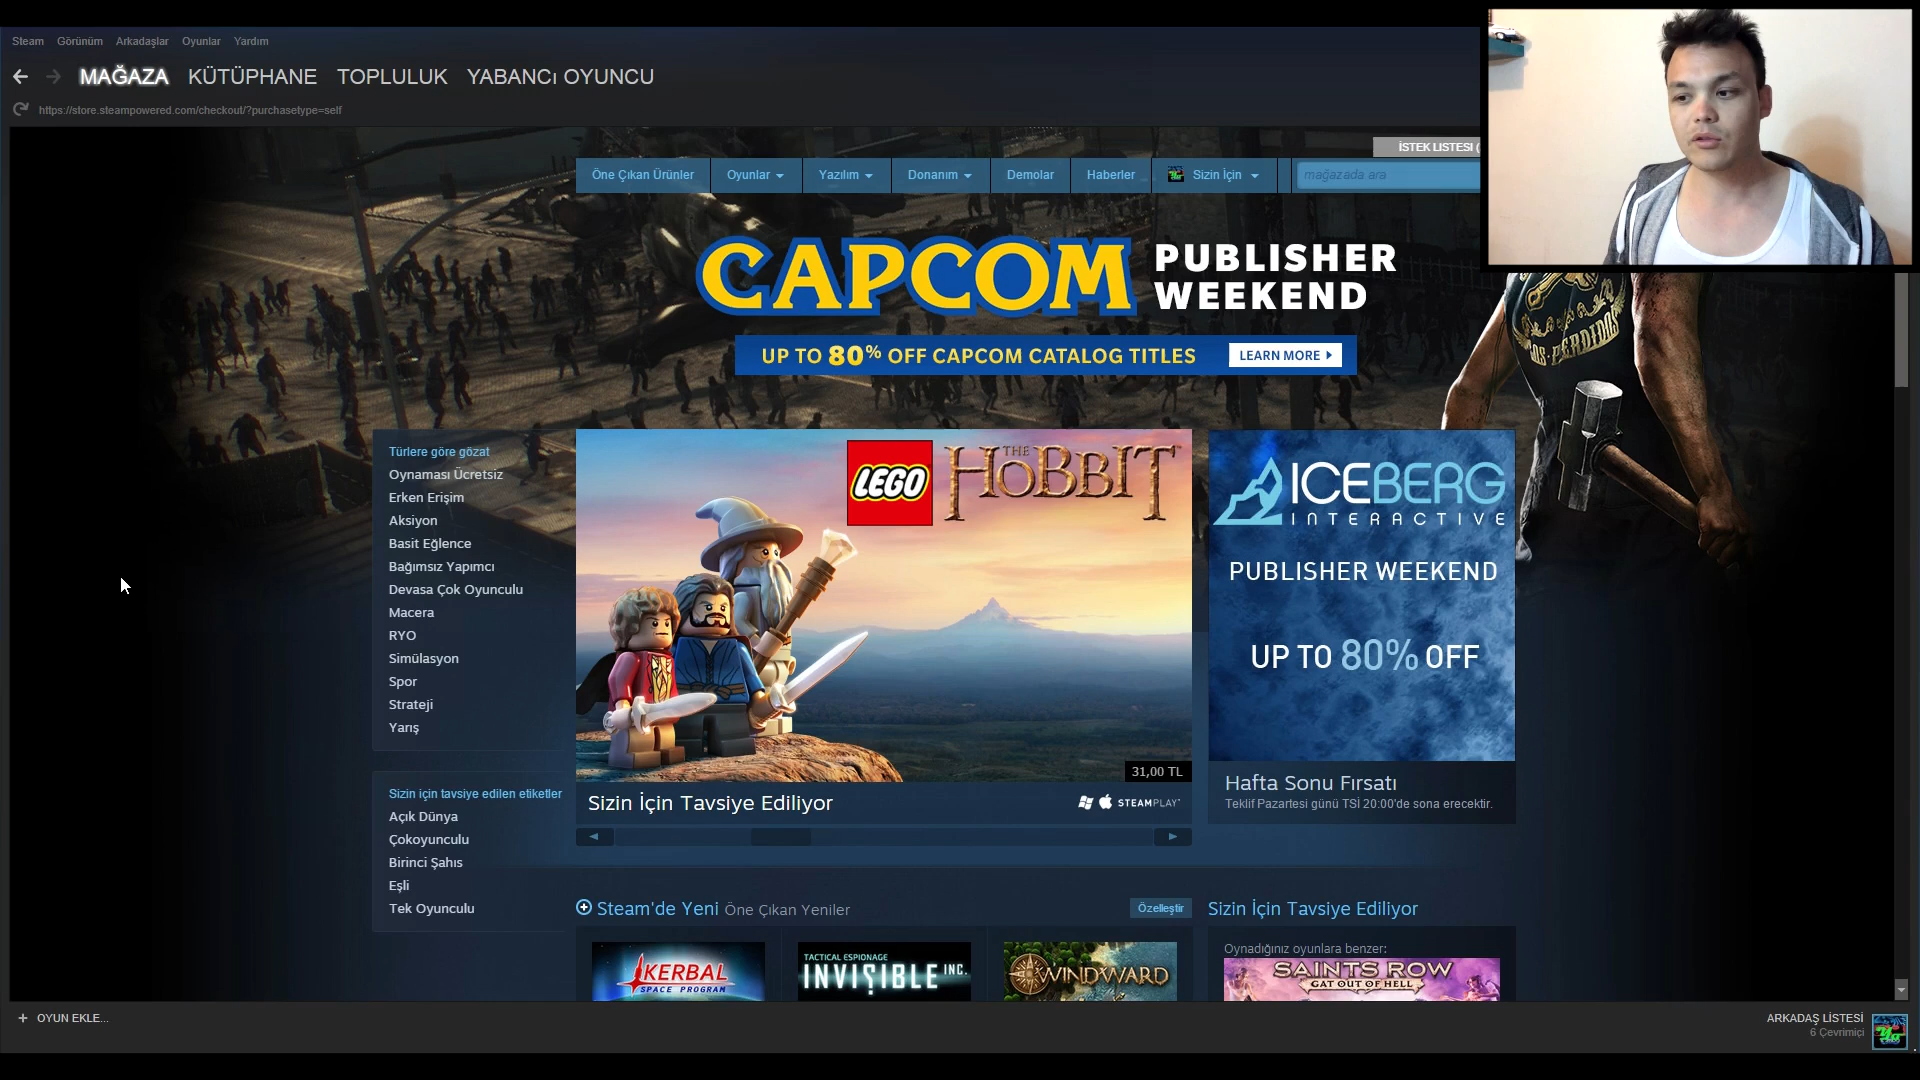 Steam Görünüm Arkadaşlar Oyunlar Yardım
MAĞAZA KÜTÜPHANE TOPLULUK YABANCı OYUNCU
https://store.steampowered.com/checkout/?purchasetype=self
İSTEK LISTESI (
Öne Çıkan Ürünler Oyunlar Yazılım Donanım Demolar Haberler Sizin İçin mağazada ara
CAPCOM PUBLISHER WEEKEND
UP TO 80% OFF CAPCOM CATALOG TITLES LEARN MORE
OS PERDIDOS
Türlere göre gözat
Oynaması Ücretsiz
Erken Erişim
Aksiyon
Basit Eğlence
Bağımsız Yapımcı
Devasa Çok Oyunculu
Macera
RYO
Simülasyon
Spor
Strateji
Yarış
Sizin için tavsiye edilen etiketler
Açık Dünya
Çokoyunculu
Birinci Şahıs
Eşli
Tek Oyunculu
LEGO THE HOBBIT
31,00 TL
Sizin İçin Tavsiye Ediliyor STEAMPLAY
ICEBERG
INTERACTIVE
PUBLISHER WEEKEND
UP TO 80% OFF
Hafta Sonu Fırsatı
Teklif Pazartesi günü TSİ 20:00'de sona erecektir.
Steam'de Yeni Öne Çıkan Yeniler Özelleştir
KERBAL
SPACE PROGRAM
TACTICAL ESPIONAGE
INVISIBLE INC.
WINDWARD
Sizin İçin Tavsiye Ediliyor
Oynadığınız oyunlara benzer:
SAINTS ROW
GAT OUT OF HELL
+ OYUN EKLE...
ARKADAŞ LİSTESİ
6 Çevrimiçi